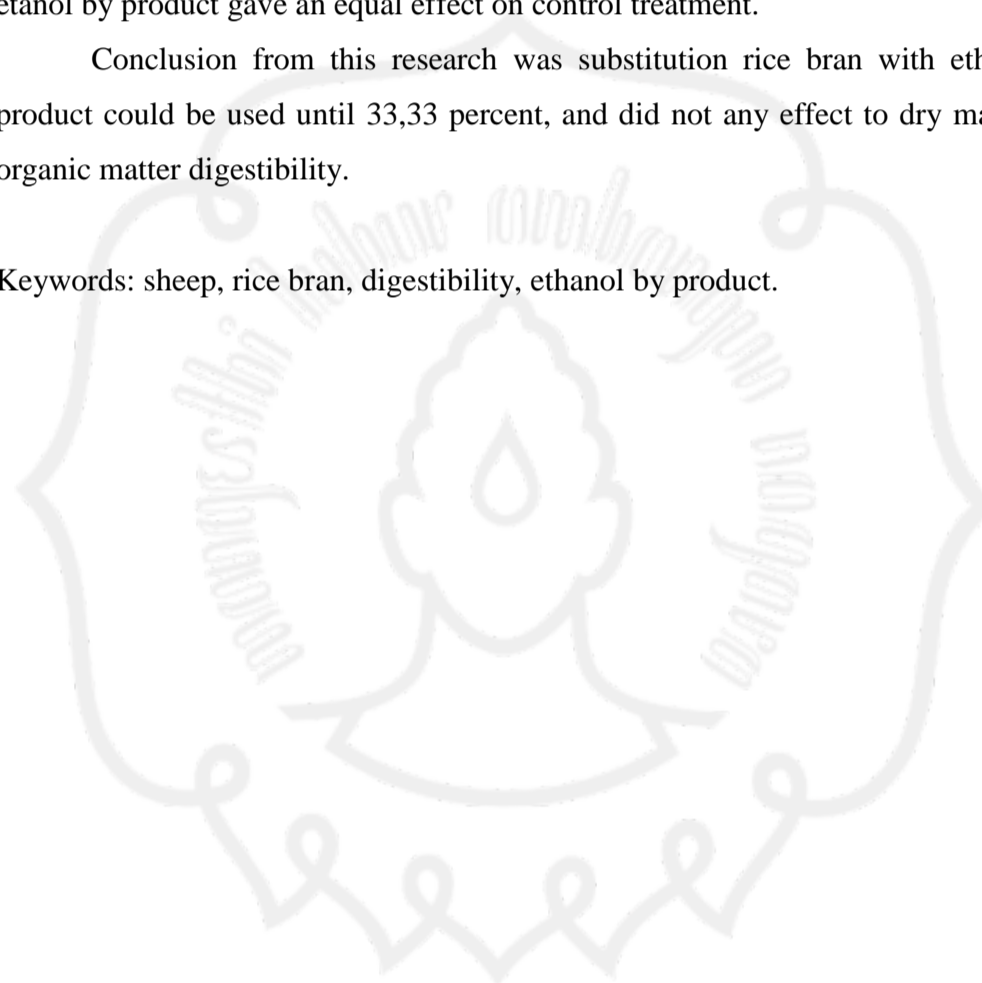 etanol by product gave an equal effect on control treatment.
Conclusion from this research was substitution rice bran with eth
product could be used until 33,33 percent, and did not any effect to dry ma
organic matter digestibility.
Keywords: sheep, rice bran, digestibility, ethanol by product.